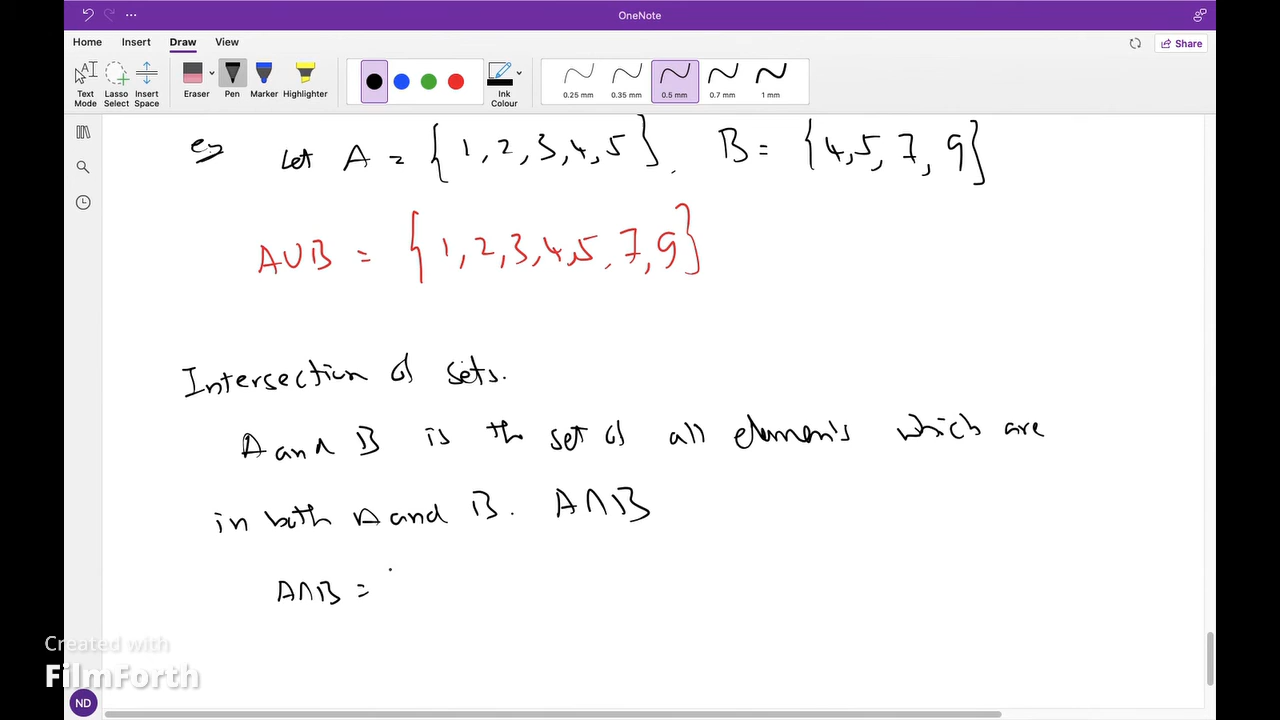 OneNote
Home Insert Draw View Share
Text Mode Lasso Select Insert Space Eraser Pen Marker Highlighter Ink Colour 0.25 mm 0.35 mm 0.5 mm 0.7 mm 1 mm
eg Let A = {1, 2, 3, 4, 5}. B = {4, 5, 7, 9}
A∪B = {1, 2, 3, 4, 5, 7, 9}
Intersection of sets.
A and B is the set of all elements which are
in both A and B. A∩B
A∩B =
Created with
FilmForth
ND